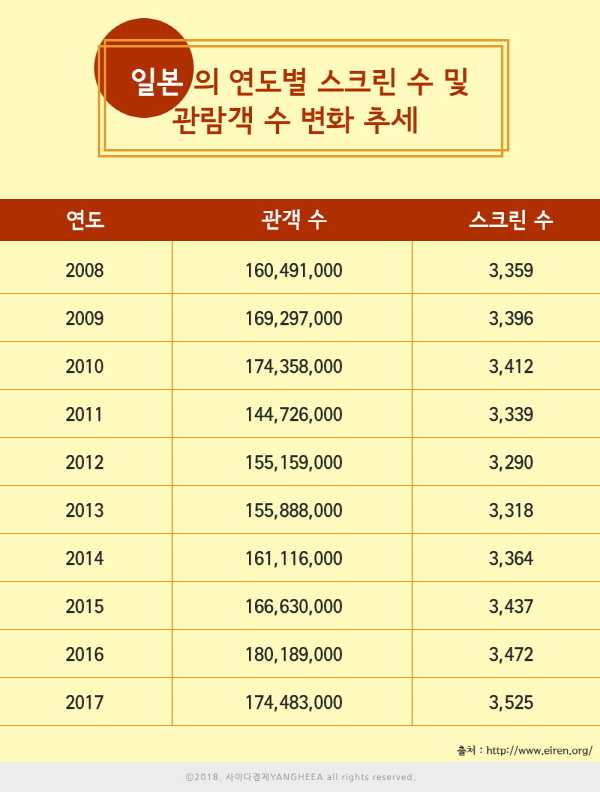 일본의 연도별 스크린 수 및
관람객 수 변화 추세
연도 관객 수 스크린 수
2008 160,491,000 3,359
2009 169,297,000 3,396
2010 174,358,000 3,412
2011 144,726,000 3,339
2012 155,159,000 3,290
2013 155,888,000 3,318
2014 161,116,000 3,364
2015 166,630,000 3,437
2016 180,189,000 3,472
2017 174,483,000 3,525
출처 : http://www.eiren.org/
©2018. 사이다경제YANGHEEA all rights reserved.